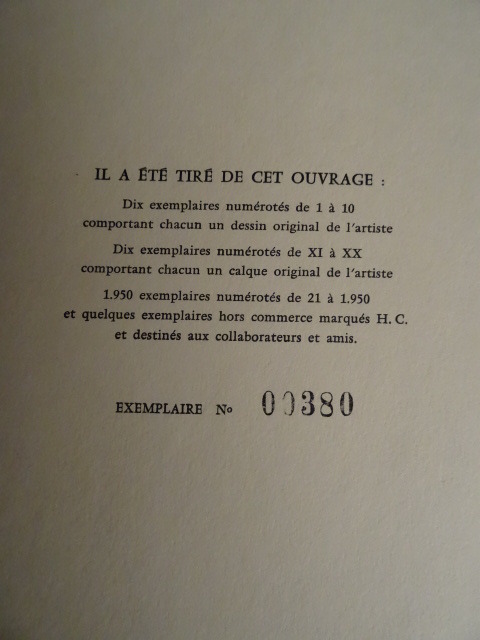 IL A ÉTÉ TIRÉ DE CET OUVRAGE :
Dix exemplaires numérotés de 1 à 10
comportant chacun un dessin original de l'artiste
Dix exemplaires numérotés de XI à XX
comportant chacun un calque original de l'artiste
1.950 exemplaires numérotés de 21 à 1.950
et quelques exemplaires hors commerce marqués H. C.
et destinés aux collaborateurs et amis.
EXEMPLAIRE No 00380